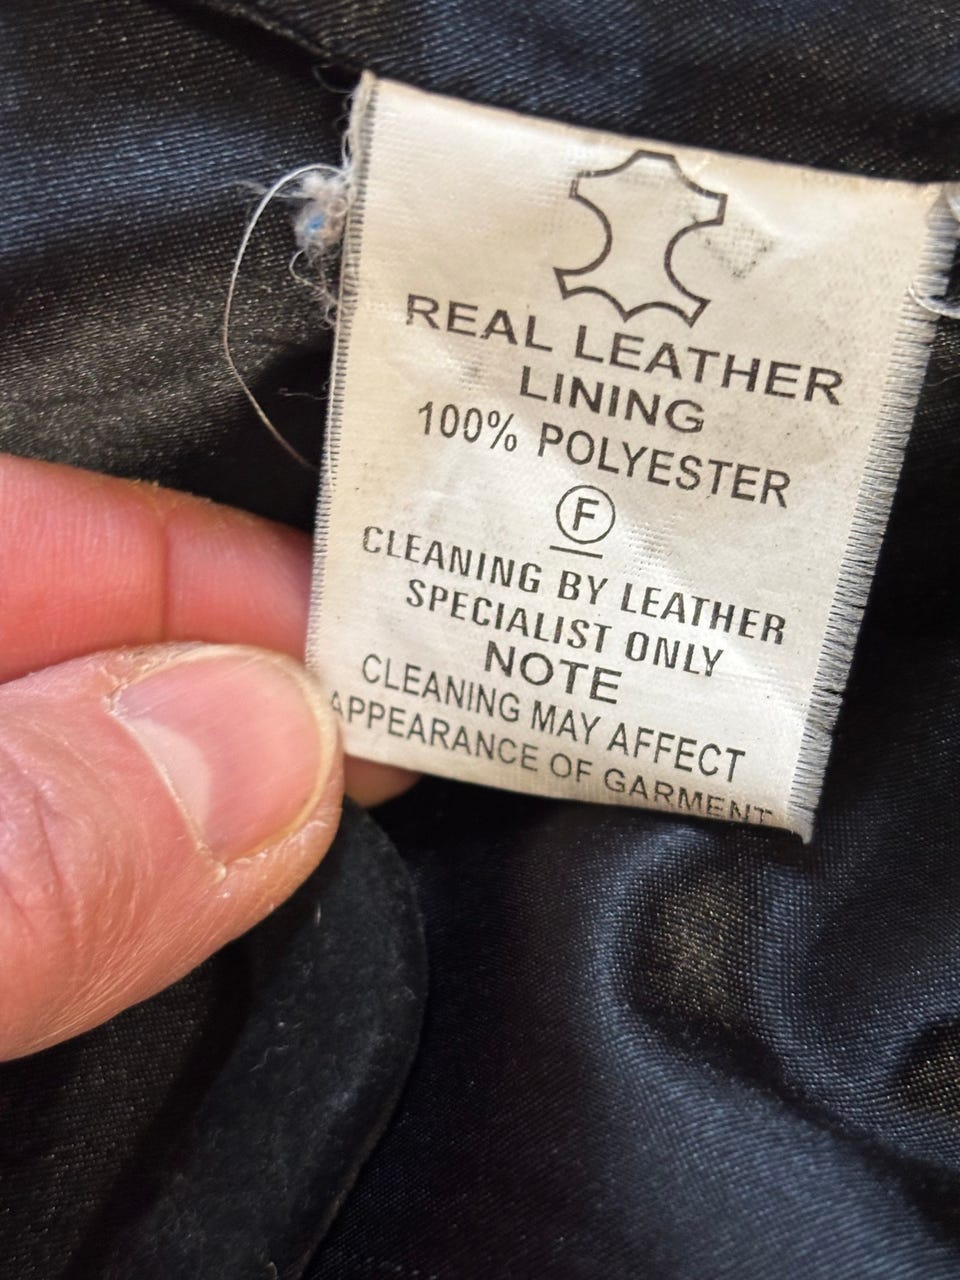 REAL LEATHER
LINING
100% POLYESTER
F
CLEANING BY LEATHER
SPECIALIST ONLY
NOTE
CLEANING MAY AFFECT
APPEARANCE OF GARMENT